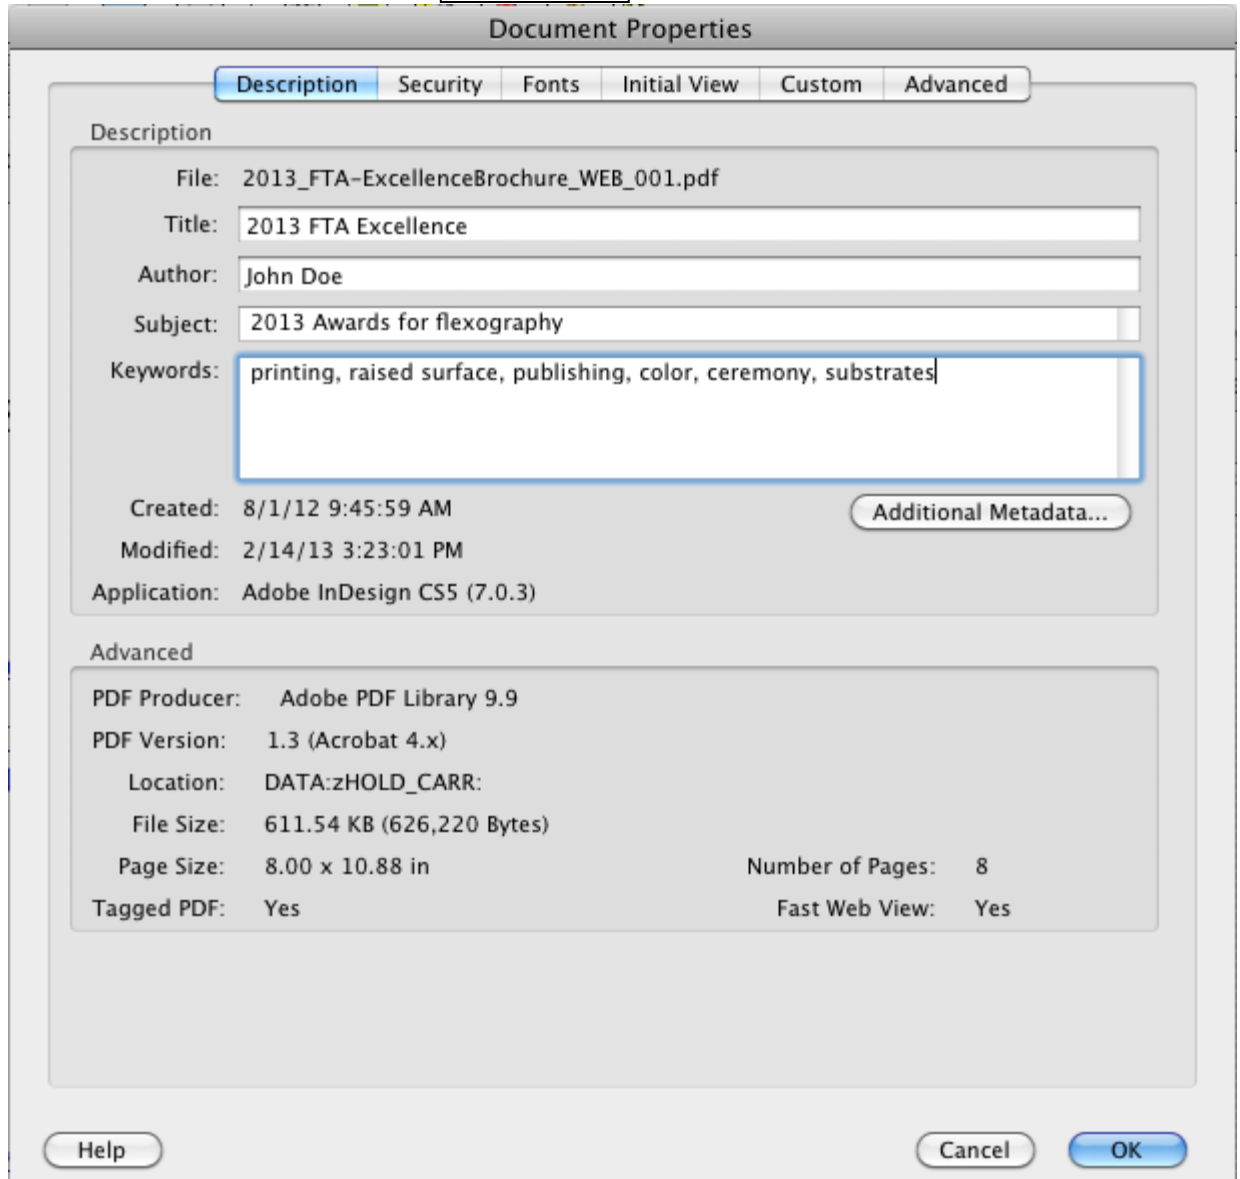 Document Properties
Description Security Fonts Initial View Custom Advanced
Description
File: 2013_FTA-ExcellenceBrochure_WEB_001.pdf
Title: 2013 FTA Excellence
Author: John Doe
Subject: 2013 Awards for flexography
Keywords: printing, raised surface, publishing, color, ceremony, substrates
Created: 8/1/12 9:45:59 AM
Additional Metadata...
Modified: 2/14/13 3:23:01 PM
Application: Adobe InDesign CS5 (7.0.3)
Advanced
PDF Producer: Adobe PDF Library 9.9
PDF Version: 1.3 (Acrobat 4.x)
Location: DATA:zHOLD_CARR:
File Size: 611.54 KB (626,220 Bytes)
Page Size: 8.00 x 10.88 in Number of Pages: 8
Tagged PDF: Yes Fast Web View: Yes
Help Cancel OK